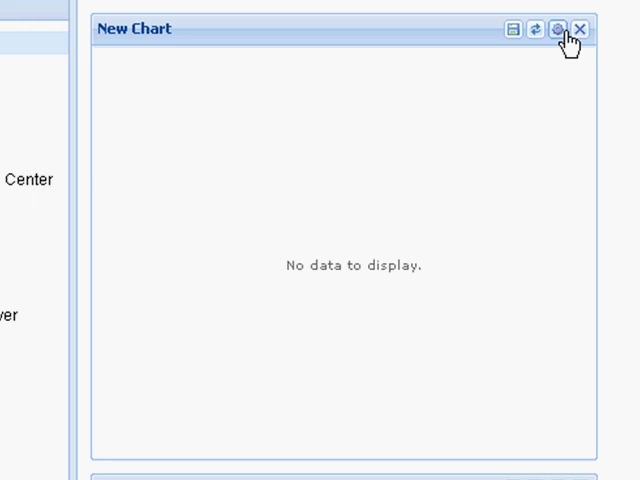 New Chart
Center
No data to display.
ver